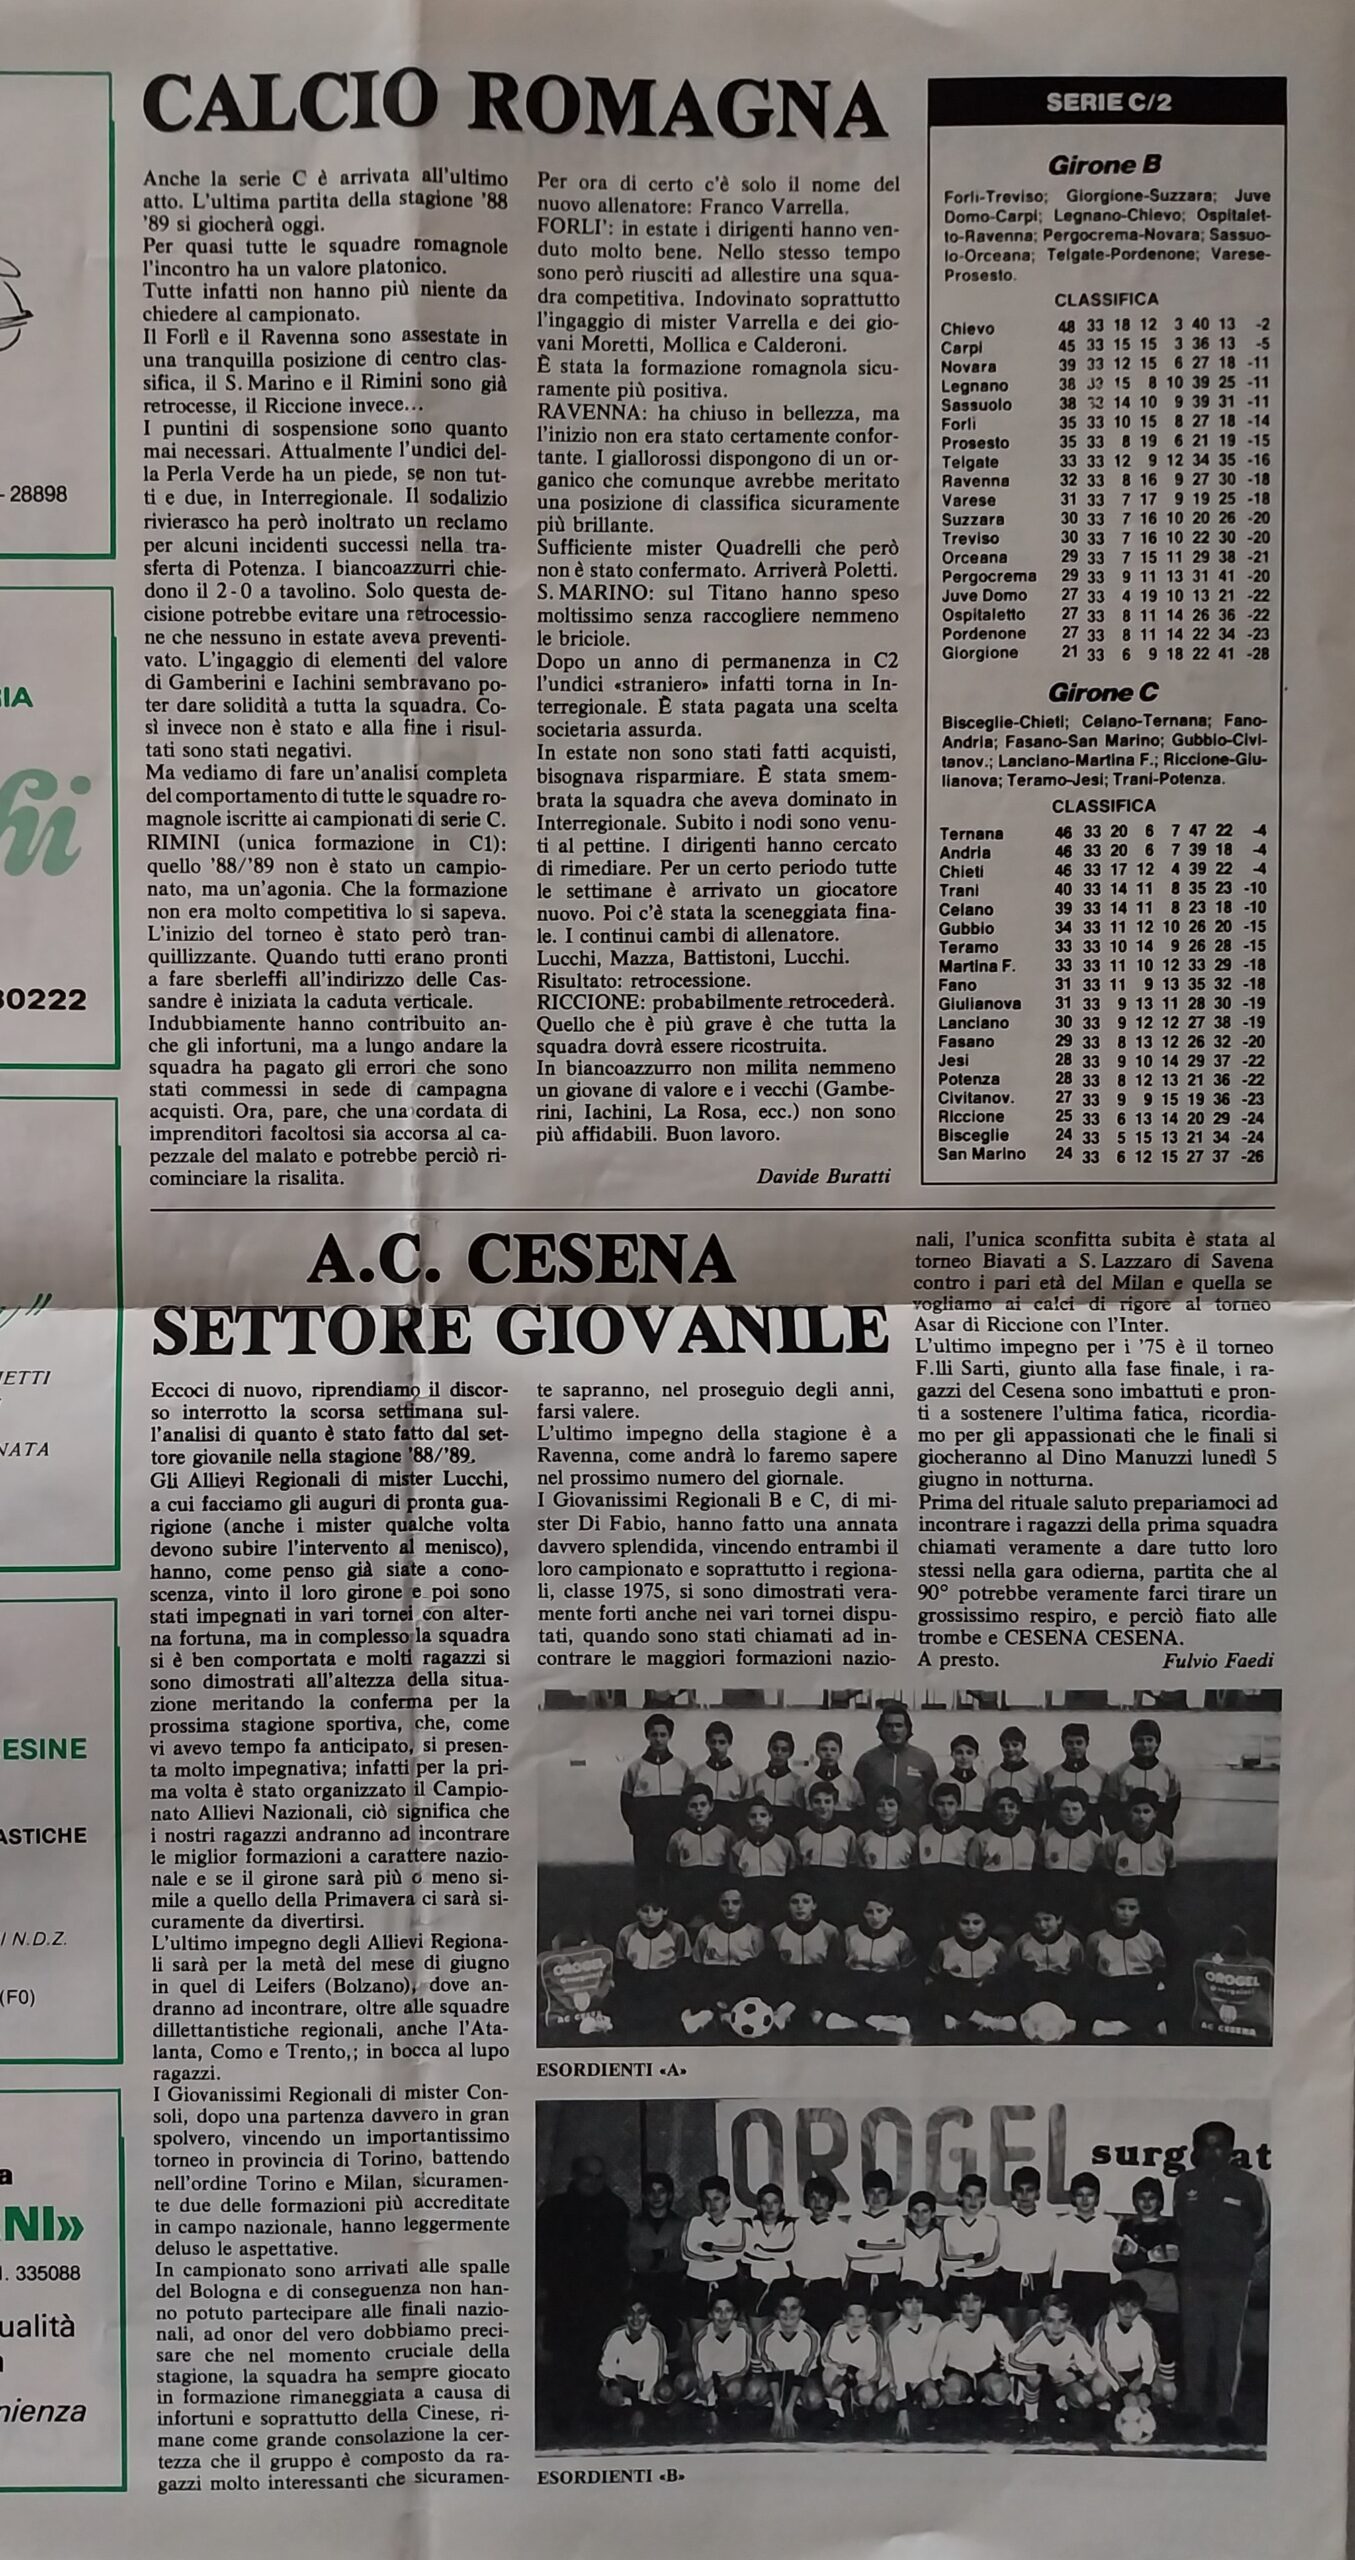 CALCIO ROMAGNA
Anche la serie C è arrivata all'ultimo
atto. L'ultima partita della stagione '88
'89 si giocherà oggi.
Per quasi tutte le squadre romagnole
l'incontro ha un valore platonico.
Tutte infatti non hanno più niente da
chiedere al campionato.
Il Forlì e il Ravenna sono assestate in
una tranquilla posizione di centro clas-
sifica, il S. Marino e il Rimini sono già
retrocesse, il Riccione invece...
I puntini di sospensione sono quanto
mai necessari. Attualmente l'undici del-
la Perla Verde ha un piede, se non tut-
ti e due, in Interregionale. Il sodalizio
rivierasco ha però inoltrato un reclamo
per alcuni incidenti successi nella tra-
sferta di Potenza. I biancoazzurri chie-
dono il 2-0 a tavolino. Solo questa de-
cisione potrebbe evitare una retrocessio-
ne che nessuno in estate aveva preventi-
vato. L'ingaggio di elementi del valore
di Gamberini e Iachini sembravano po-
ter dare solidità a tutta la squadra. Co-
sì invece non è stato e alla fine i risul-
tati sono stati negativi.
Ma vediamo di fare un'analisi completa
del comportamento di tutte le squadre ro-
magnole iscritte ai campionati di serie C.
RIMINI (unica formazione in C1):
quello '88/'89 non è stato un campio-
nato, ma un'agonia. Che la formazione
non era molto competitiva lo si sapeva.
L'inizio del torneo è stato però tran-
quillizzante. Quando tutti erano pronti
a fare sberleffi all'indirizzo delle Cas-
sandre è iniziata la caduta verticale.
Indubbiamente hanno contribuito an-
che gli infortuni, ma a lungo andare la
squadra ha pagato gli errori che sono
stati commessi in sede di campagna
acquisti. Ora, pare, che una cordata di
imprenditori facoltosi sia accorsa al ca-
pezzale del malato e potrebbe perciò ri-
cominciare la risalita.
Per ora di certo c'è solo il nome del
nuovo allenatore: Franco Varrella.
FORLI': in estate i dirigenti hanno ven-
duto molto bene. Nello stesso tempo
sono però riusciti ad allestire una squa-
dra competitiva. Indovinato soprattutto
l'ingaggio di mister Varrella e dei gio-
vani Moretti, Mollica e Calderoni.
È stata la formazione romagnola sicu-
ramente più positiva.
RAVENNA: ha chiuso in bellezza, ma
l'inizio non era stato certamente confor-
tante. I giallorossi dispongono di un or-
ganico che comunque avrebbe meritato
una posizione di classifica sicuramente
più brillante.
Sufficiente mister Quadrelli che però
non è stato confermato. Arriverà Poletti.
S. MARINO: sul Titano hanno speso
moltissimo senza raccogliere nemmeno
le briciole.
Dopo un anno di permanenza in C2
l'undici «straniero» infatti torna in In-
terregionale. È stata pagata una scelta
societaria assurda.
In estate non sono stati fatti acquisti,
bisognava risparmiare. È stata smem-
brata la squadra che aveva dominato in
Interregionale. Subito i nodi sono venu-
ti al pettine. I dirigenti hanno cercato
di rimediare. Per un certo periodo tutte
le settimane è arrivato un giocatore
nuovo. Poi c'è stata la sceneggiata fina-
le. I continui cambi di allenatore.
Lucchi, Mazza, Battistoni, Lucchi.
Risultato: retrocessione.
RICCIONE: probabilmente retrocederà.
Quello che è più grave è che tutta la
squadra dovrà essere ricostruita.
In biancoazzurro non milita nemmeno
un giovane di valore e i vecchi (Gambe-
rini, Iachini, La Rosa, ecc.) non sono
più affidabili. Buon lavoro.
Davide Buratti
SERIE C/2
Girone B
Forlì-Treviso; Giorgione-Suzzara; Juve
Domo-Carpi; Legnano-Chievo; Ospitalet-
to-Ravenna; Pergocrema-Novara; Sassuo-
lo-Orceana; Telgate-Pordenone; Varese-
Prosesto.
CLASSIFICA
Chievo 48 33 18 12 3 40 13 -2
Carpi 45 33 15 15 3 36 13 -5
Novara 39 33 12 15 6 27 18 -11
Legnano 38 33 15 8 10 39 25 -11
Sassuolo 38 33 14 10 9 39 31 -11
Forlì 35 33 10 15 8 27 18 -14
Prosesto 35 33 8 19 6 21 19 -15
Telgate 33 33 12 9 12 34 35 -16
Ravenna 32 33 8 16 9 27 30 -18
Varese 31 33 7 17 9 19 25 -18
Suzzara 30 33 7 16 10 20 26 -20
Treviso 30 33 7 16 10 22 30 -20
Orceana 29 33 7 15 11 29 38 -21
Pergocrema 29 33 9 11 13 31 41 -20
Juve Domo 27 33 4 19 10 13 21 -22
Ospitaletto 27 33 8 11 14 26 36 -22
Pordenone 27 33 8 11 14 22 34 -23
Giorgione 21 33 6 9 18 22 41 -28
Girone C
Bisceglie-Chieti; Celano-Ternana; Fano-
Andria; Fasano-San Marino; Gubbio-Civi-
tanov.; Lanciano-Martina F.; Riccione-Giu-
lianova; Teramo-Jesi; Trani-Potenza.
CLASSIFICA
Ternana 46 33 20 6 7 47 22 -4
Andria 46 33 20 6 7 39 18 -4
Chieti 46 33 17 12 4 39 22 -4
Trani 40 33 14 11 8 35 23 -10
Celano 39 33 14 11 8 23 18 -10
Gubbio 34 33 11 12 10 26 20 -15
Teramo 33 33 10 14 9 26 28 -15
Martina F. 33 33 11 10 12 33 29 -18
Fano 31 33 11 9 13 35 32 -18
Giulianova 31 33 9 13 11 28 30 -19
Lanciano 30 33 9 12 12 27 38 -19
Fasano 29 33 8 13 12 26 32 -20
Jesi 28 33 9 10 14 29 37 -22
Potenza 28 33 8 12 13 21 36 -22
Civitanov. 27 33 9 9 15 19 36 -23
Riccione 25 33 6 13 14 20 29 -24
Bisceglie 24 33 5 15 13 21 34 -24
San Marino 24 33 6 12 15 27 37 -26
A.C. CESENA
SETTORE GIOVANILE
Eccoci di nuovo, riprendiamo il discor-
so interrotto la scorsa settimana sul-
l'analisi di quanto è stato fatto dal set-
tore giovanile nella stagione '88/'89.
Gli Allievi Regionali di mister Lucchi,
a cui facciamo gli auguri di pronta gua-
rigione (anche i mister qualche volta
devono subire l'intervento al menisco),
hanno, come penso già siate a cono-
scenza, vinto il loro girone e poi sono
stati impegnati in vari tornei con alter-
na fortuna, ma in complesso la squadra
si è ben comportata e molti ragazzi si
sono dimostrati all'altezza della situa-
zione meritando la conferma per la
prossima stagione sportiva, che, come
vi avevo tempo fa anticipato, si presen-
ta molto impegnativa; infatti per la pri-
ma volta è stato organizzato il Campio-
nato Allievi Nazionali, ciò significa che
i nostri ragazzi andranno ad incontrare
le miglior formazioni a carattere nazio-
nale e se il girone sarà più o meno si-
mile a quello della Primavera ci sarà si-
curamente da divertirsi.
L'ultimo impegno degli Allievi Regiona-
li sarà per la metà del mese di giugno
in quel di Leifers (Bolzano), dove an-
dranno ad incontrare, oltre alle squadre
dillettantistiche regionali, anche l'Ata-
lanta, Como e Trento,; in bocca al lupo
ragazzi.
I Giovanissimi Regionali di mister Con-
soli, dopo una partenza davvero in gran
spolvero, vincendo un importantissimo
torneo in provincia di Torino, battendo
nell'ordine Torino e Milan, sicuramen-
te due delle formazioni più accreditate
in campo nazionale, hanno leggermente
deluso le aspettative.
In campionato sono arrivati alle spalle
del Bologna e di conseguenza non han-
no potuto partecipare alle finali nazio-
nali, ad onor del vero dobbiamo preci-
sare che nel momento cruciale della
stagione, la squadra ha sempre giocato
in formazione rimaneggiata a causa di
infortuni e soprattutto della Cinese, ri-
mane come grande consolazione la cer-
tezza che il gruppo è composto da ra-
gazzi molto interessanti che sicuramen-
te sapranno, nel proseguio degli anni,
farsi valere.
L'ultimo impegno della stagione è a
Ravenna, come andrà lo faremo sapere
nel prossimo numero del giornale.
I Giovanissimi Regionali B e C, di mi-
ster Di Fabio, hanno fatto una annata
davvero splendida, vincendo entrambi il
loro campionato e soprattutto i regiona-
li, classe 1975, si sono dimostrati vera-
mente forti anche nei vari tornei dispu-
tati, quando sono stati chiamati ad in-
contrare le maggiori formazioni nazio-
nali, l'unica sconfitta subita è stata al
torneo Biavati a S. Lazzaro di Savena
contro i pari età del Milan e quella se
vogliamo ai calci di rigore al torneo
Asar di Riccione con l'Inter.
L'ultimo impegno per i '75 è il torneo
F.lli Sarti, giunto alla fase finale, i ra-
gazzi del Cesena sono imbattuti e pron-
ti a sostenere l'ultima fatica, ricordia-
mo per gli appassionati che le finali si
giocheranno al Dino Manuzzi lunedì 5
giugno in notturna.
Prima del rituale saluto prepariamoci ad
incontrare i ragazzi della prima squadra
chiamati veramente a dare tutto loro
stessi nella gara odierna, partita che al
90° potrebbe veramente farci tirare un
grossissimo respiro, e perciò fiato alle
trombe e CESENA CESENA.
A presto. Fulvio Faedi
OROGEL
AC CESENA
OROGEL
AC CESENA
ESORDIENTI «A»
OROGEL
surg at
ESORDIENTI «B»
- 28898
IA
hi
30222
»
ETTI
NATA
ESINE
ASTICHE
I N.D.Z.
(FO)
a
NI»
l. 335088
ualità
nienza